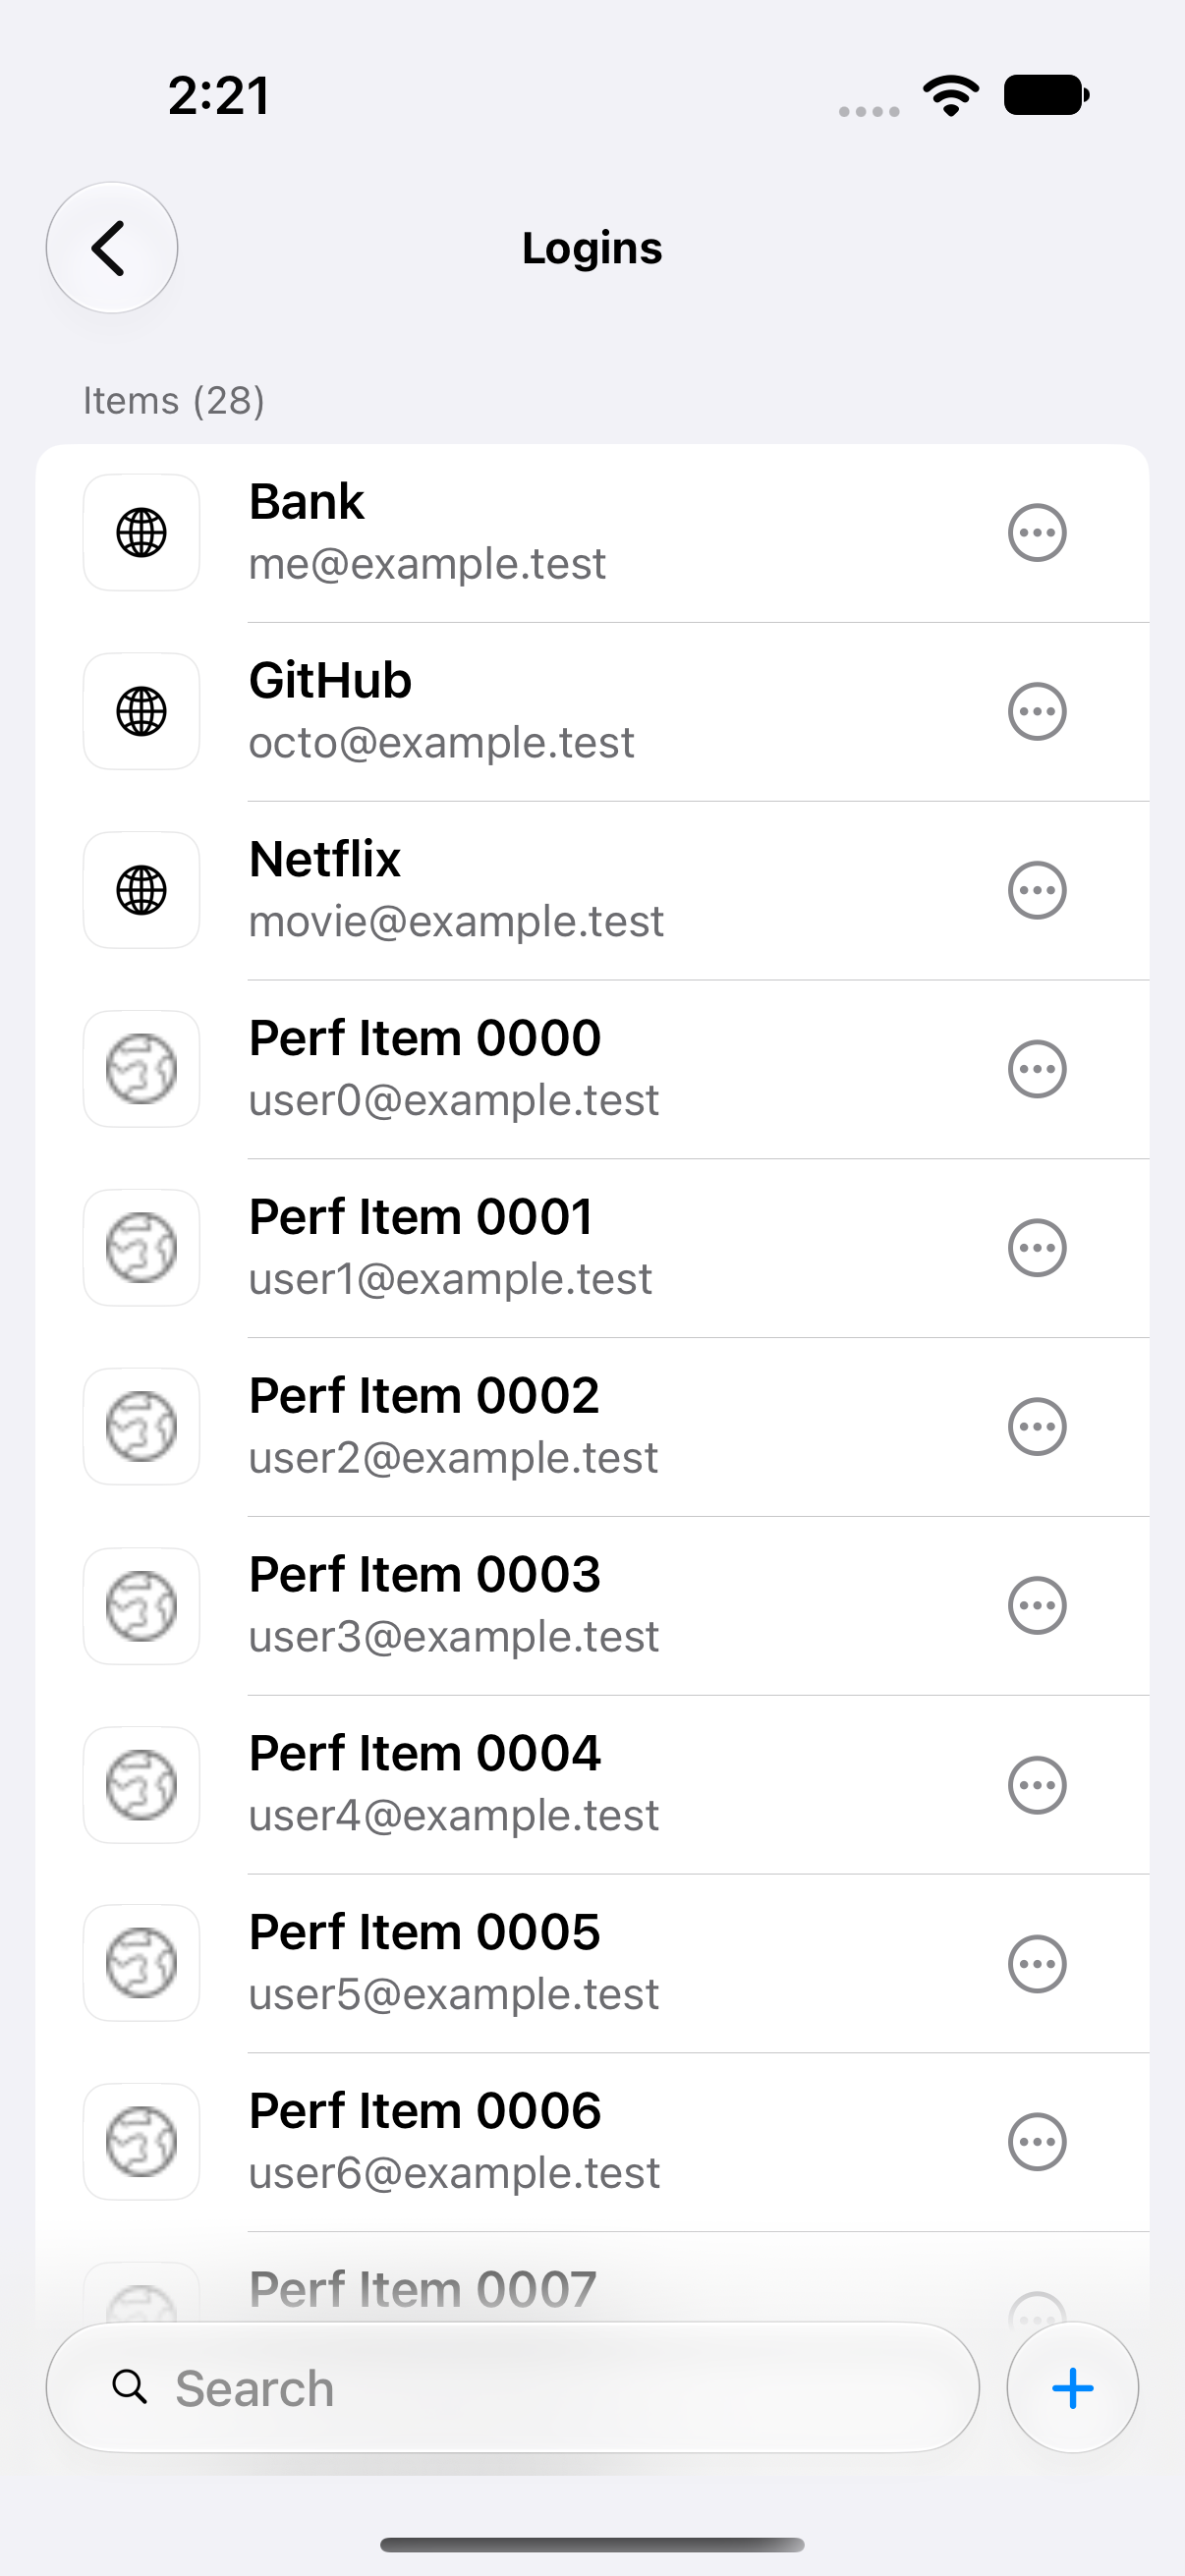 2:21
Logins
Items (28)
Bank
me@example.test
GitHub
octo@example.test
Netflix
movie@example.test
Perf Item 0000
user0@example.test
Perf Item 0001
user1@example.test
Perf Item 0002
user2@example.test
Perf Item 0003
user3@example.test
Perf Item 0004
user4@example.test
Perf Item 0005
user5@example.test
Perf Item 0006
user6@example.test
Perf Item 0007
Search